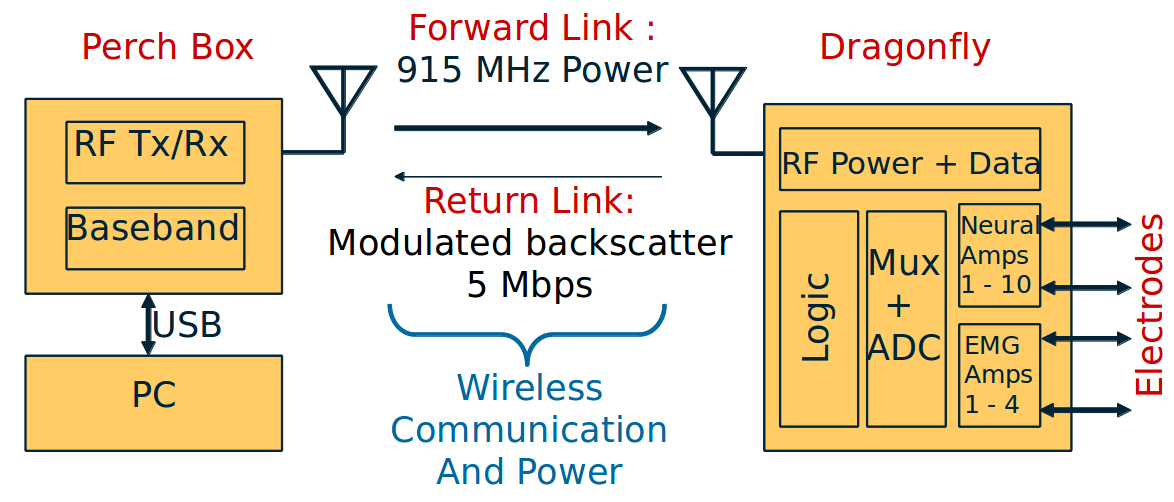 Perch Box
RF Tx/Rx
Baseband
USB
PC
Forward Link :
915 MHz Power
Return Link:
Modulated backscatter
5 Mbps
Wireless
Communication
And Power
Dragonfly
RF Power + Data
Logic
Mux
+
ADC
Neural
Amps
1 - 10
EMG
Amps
1 - 4
Electrodes